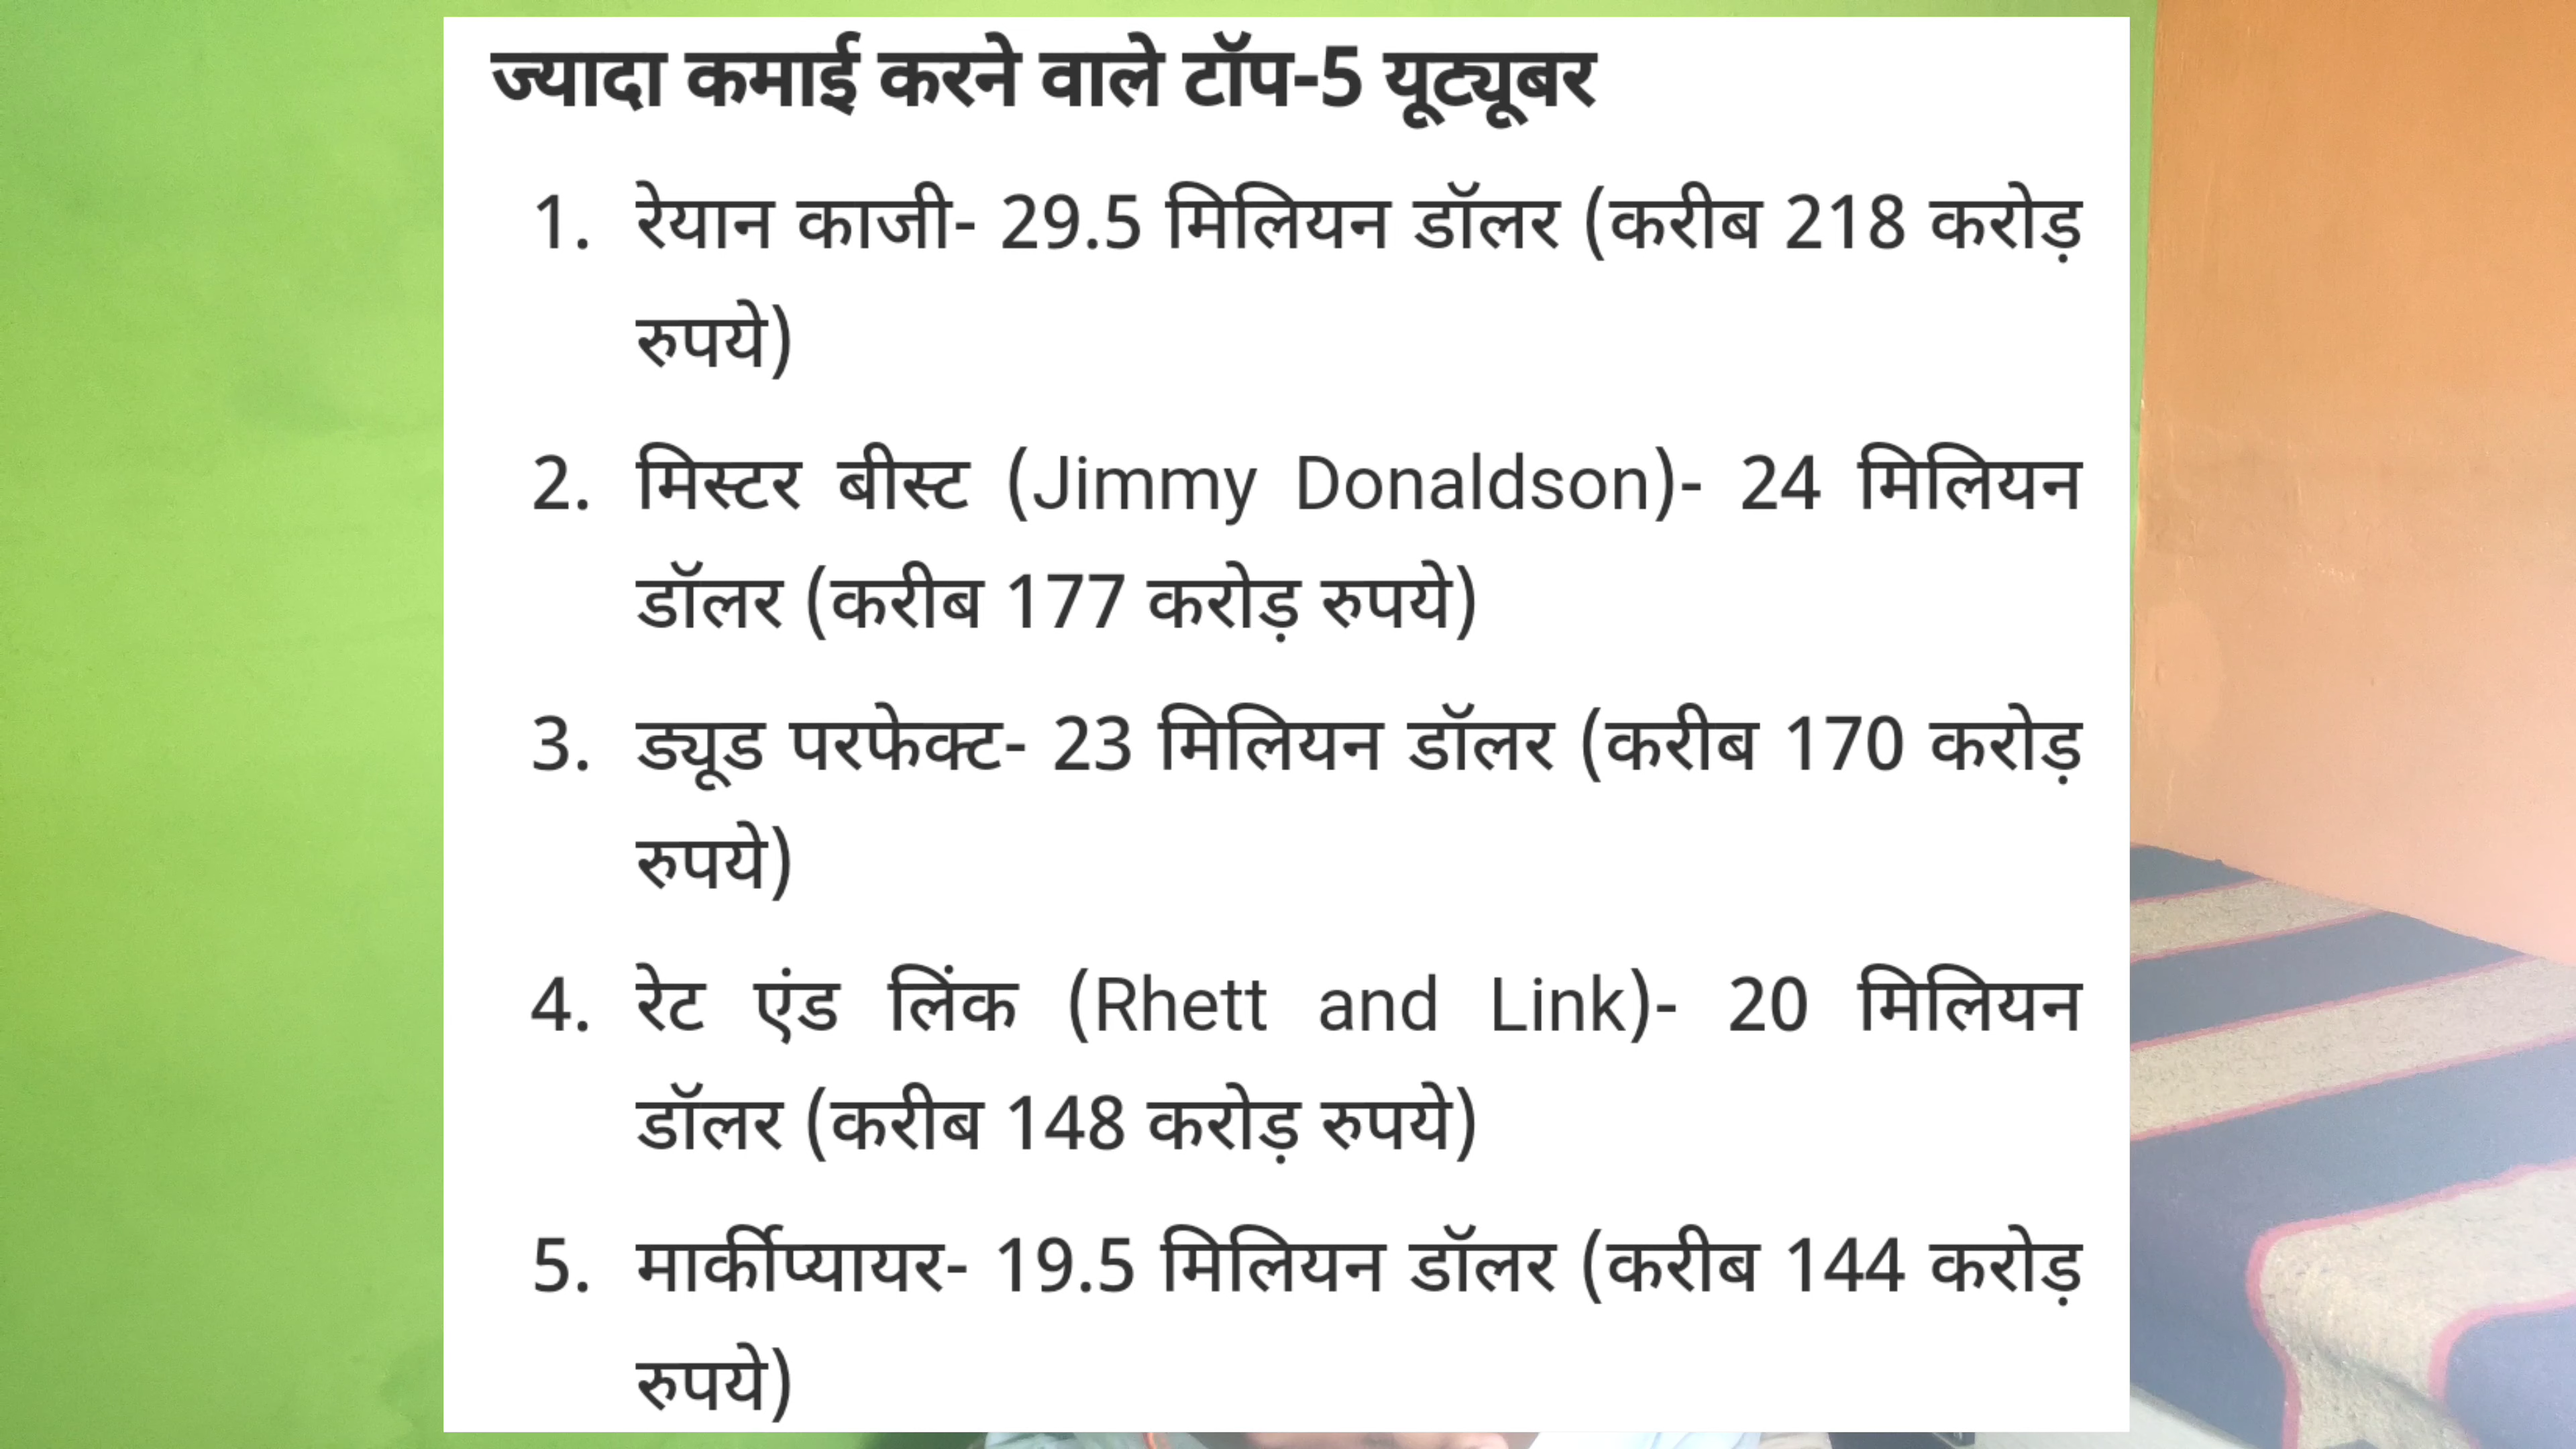 ज्यादा कमाई करने वाले टॉप-5 यूट्यूबर
1. रेयान काजी- 29.5 मिलियन डॉलर (करीब 218 करोड़
रुपये)
2. मिस्टर बीस्ट (Jimmy Donaldson)- 24 मिलियन
डॉलर (करीब 177 करोड़ रुपये)
3. ड्यूड परफेक्ट- 23 मिलियन डॉलर (करीब 170 करोड़
रुपये)
4. रेट एंड लिंक (Rhett and Link)- 20 मिलियन
डॉलर (करीब 148 करोड़ रुपये)
5. मार्कीप्यायर- 19.5 मिलियन डॉलर (करीब 144 करोड़
रुपये)